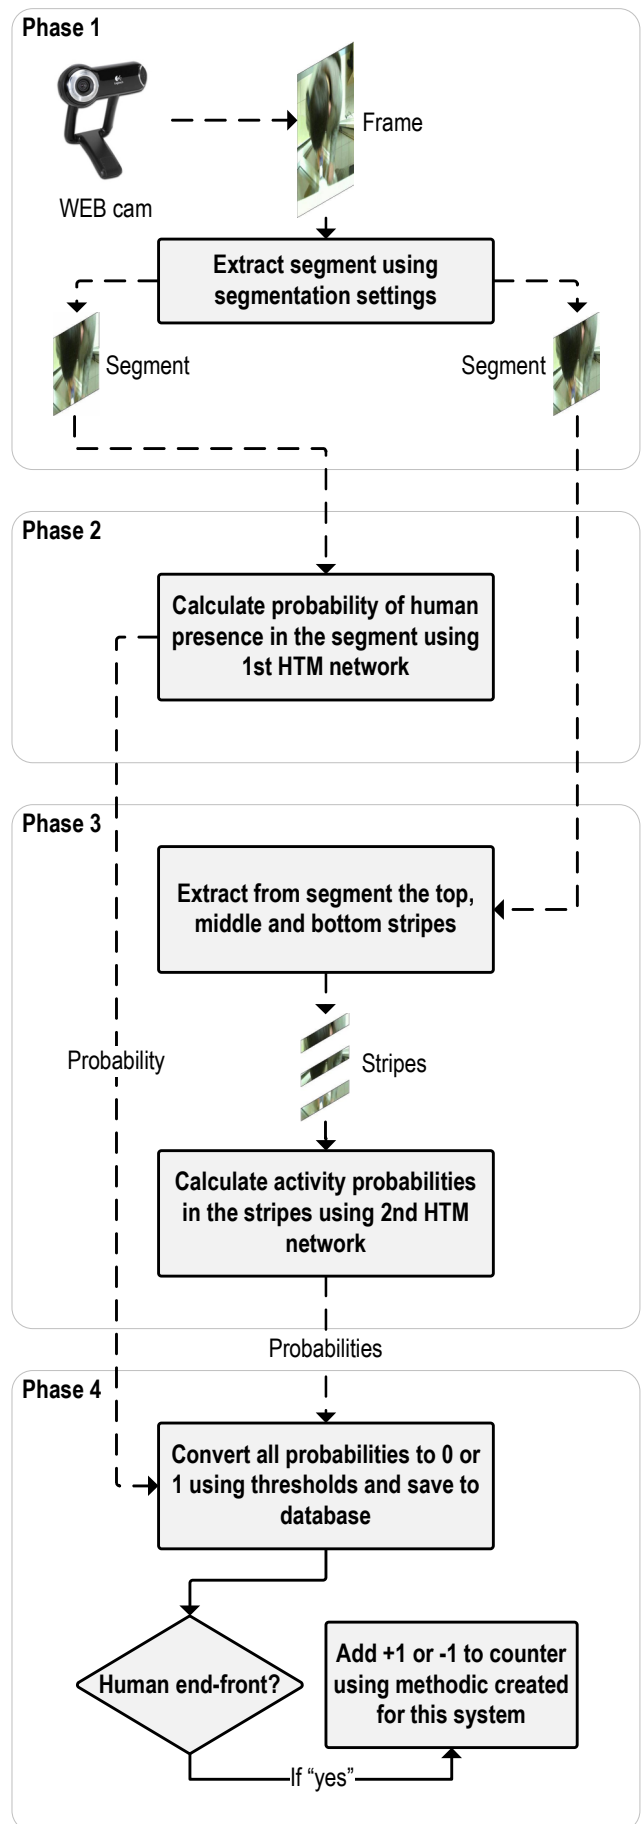 Phase 1
Frame
WEB cam
Extract segment using
segmentation settings
Segment
Segment
Phase 2
Calculate probability of human
presence in the segment using
1st HTM network
Phase 3
Extract from segment the top,
middle and bottom stripes
Probability
Stripes
Calculate activity probabilities
in the stripes using 2nd HTM
network
Probabilities
Phase 4
Convert all probabilities to 0 or
1 using thresholds and save to
database
Human end-front?
Add +1 or -1 to counter
using methodic created
for this system
If “yes”